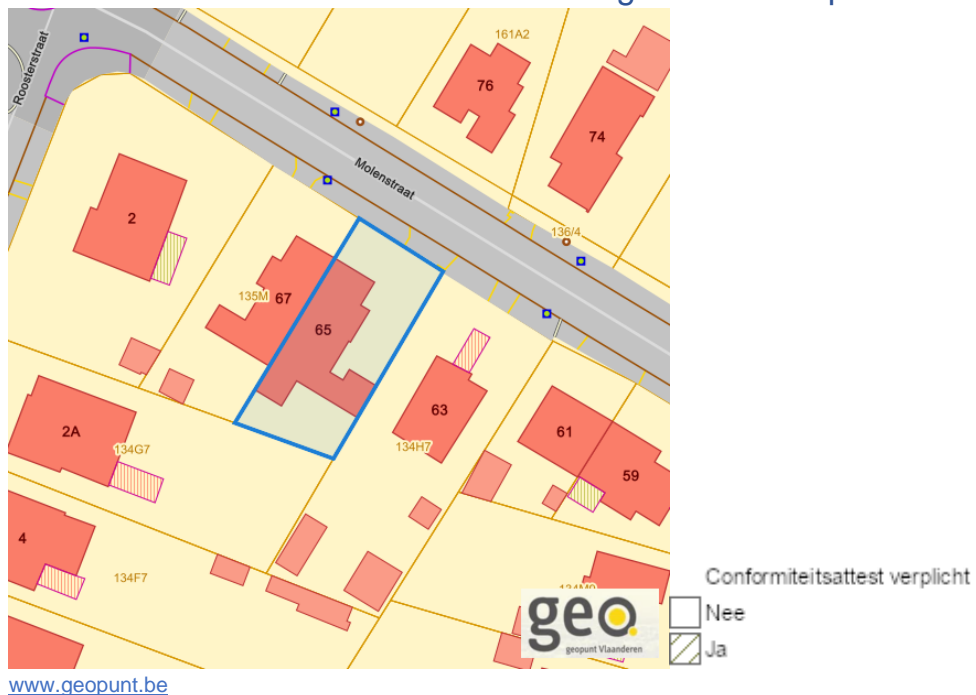 Roosterstraat
161A2
76
74
Molenstraat
2
136/4
135M
67
65
63
2A
134G7
134H7
61
59
4
134F7
geo
geopunt Vlaanderen
Conformiteitsattest verplicht
Nee
Ja
www.geopunt.be